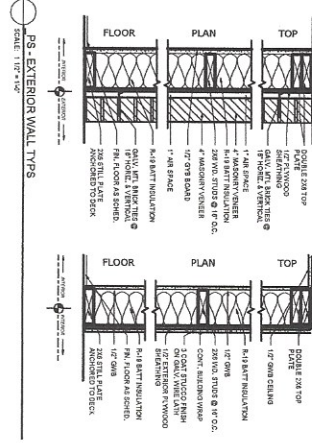 FLOOR PLAN TOP
DOUBLE 2X6 TOP
PLATE
1/2" PLYWOOD
SHEATHING
GALV. MTL BRICK TIES @
16" HORIZ. & VERTICAL
1" AIR SPACE
4" MASONRY VENEER
R-19 BATT INSULATION
2X6 WD. STUDS @ 16" O.C.
4" MASONRY VENEER
1/2" GYB BOARD
1" AIR SPACE
R-19 BATT INSULATION
GALV. MTL BRICK TIES @
16" HORIZ. & VERTICAL
FIN. FLOOR AS SCHED.
2X6 STILL PLATE
ANCHORED TO DECK
INTERIOR
EXTERIOR
FLOOR PLAN TOP
DOUBLE 2X6 TOP
PLATE
1/2" GWB CEILING
R-19 BATT INSULATION
1/2" GWB
2X6 WD. STUDS @ 16" O.C.
CONT. BUILDING WRAP
3 COAT STUCCO FINISH
ON GALV. WIRE LATH
1/2" EXTERIOR PLYWOOD
SHEATHING
R-19 BATT INSULATION
1/2" GWB
FIN. FLOOR AS SCHED.
2X6 STILL PLATE
ANCHORED TO DECK
INTERIOR
EXTERIOR
PS - EXTERIOR WALL TYPS
SCALE: 1 1/2" = 1'-0"